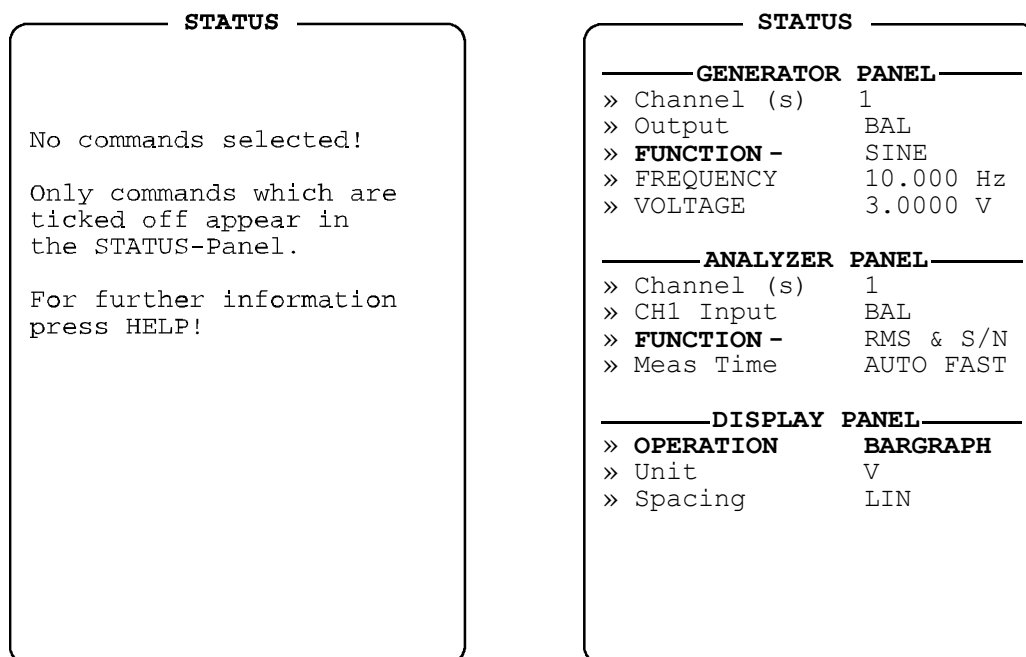 STATUS
No commands selected!
Only commands which are
ticked off appear in
the STATUS-Panel.
For further information
press HELP!
STATUS
GENERATOR PANEL
» Channel (s) 1
» Output BAL
» FUNCTION - SINE
» FREQUENCY 10.000 Hz
» VOLTAGE 3.0000 V
ANALYZER PANEL
» Channel (s) 1
» CH1 Input BAL
» FUNCTION - RMS & S/N
» Meas Time AUTO FAST
DISPLAY PANEL
» OPERATION BARGRAPH
» Unit V
» Spacing LIN